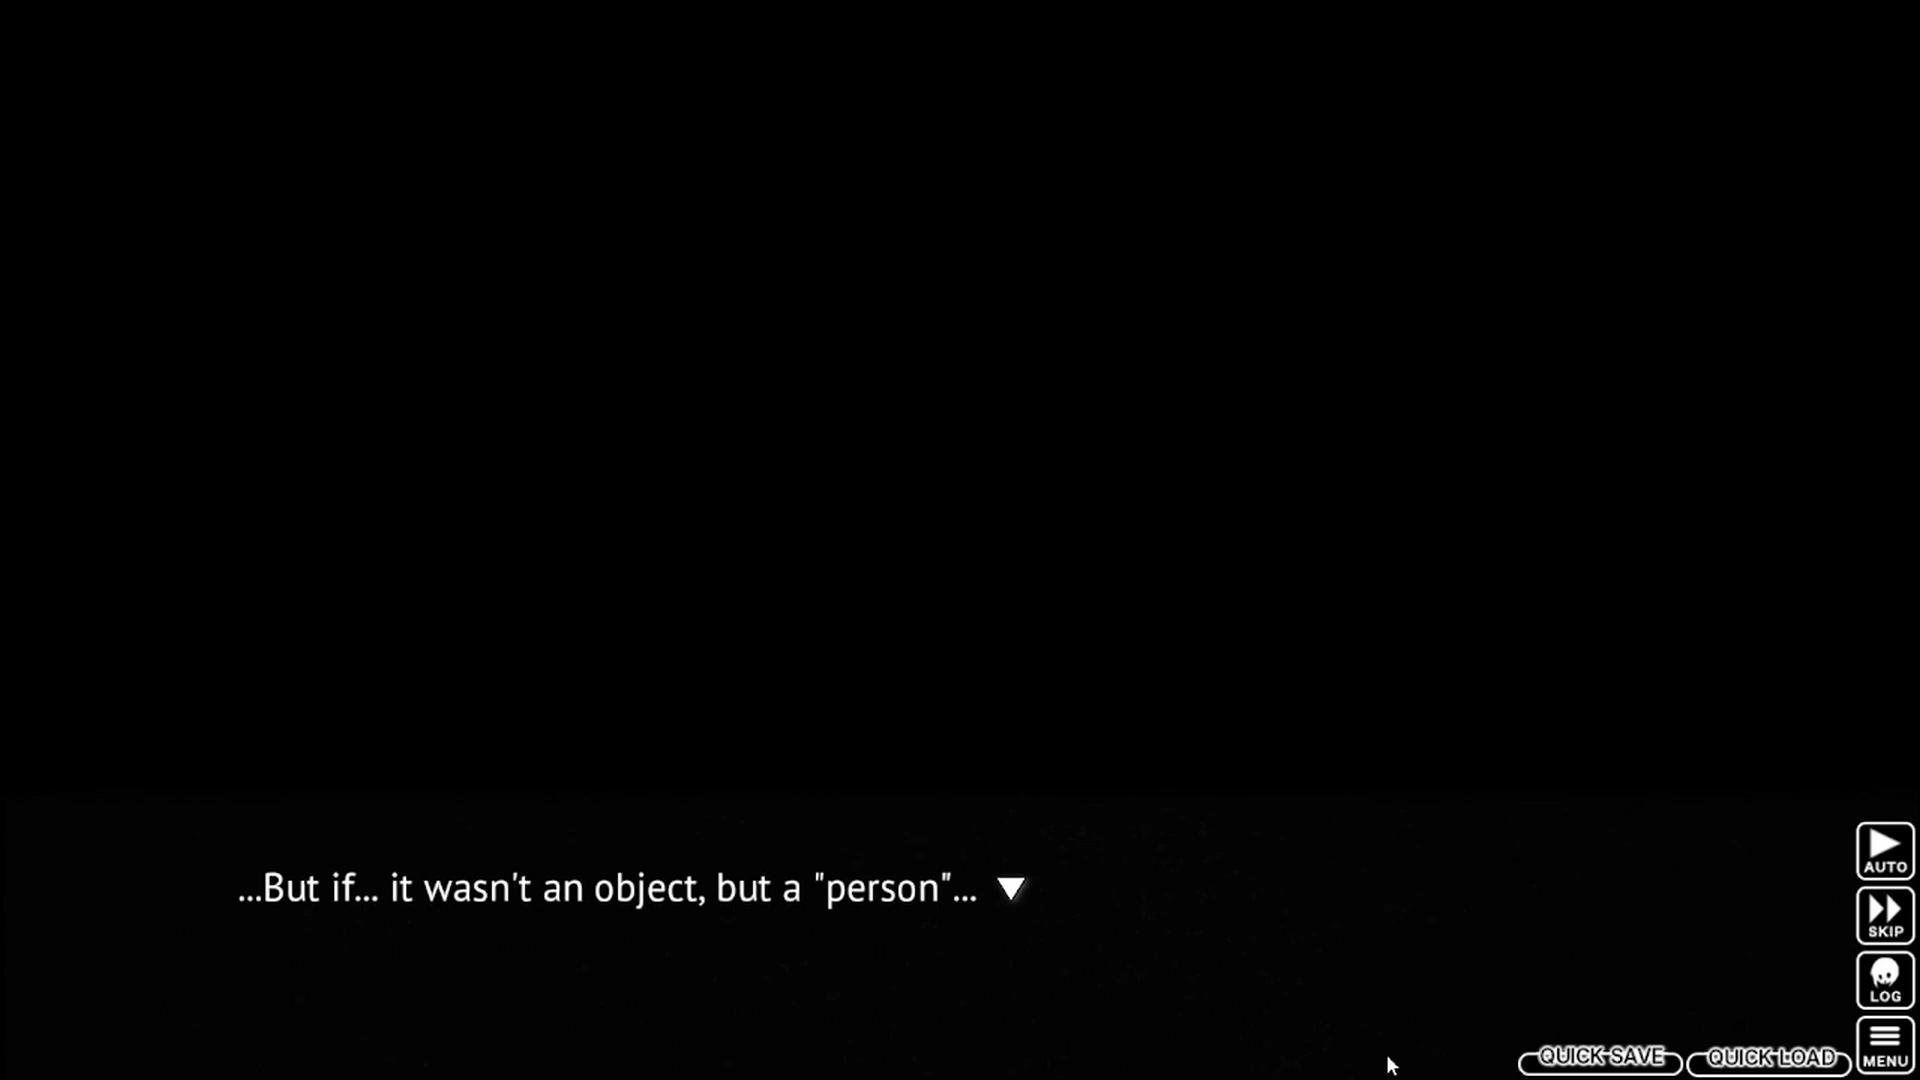 ...But if... it wasn't an object, but a "person"...
AUTO
SKIP
LOG
MENU
QUICK SAVE
QUICK LOAD